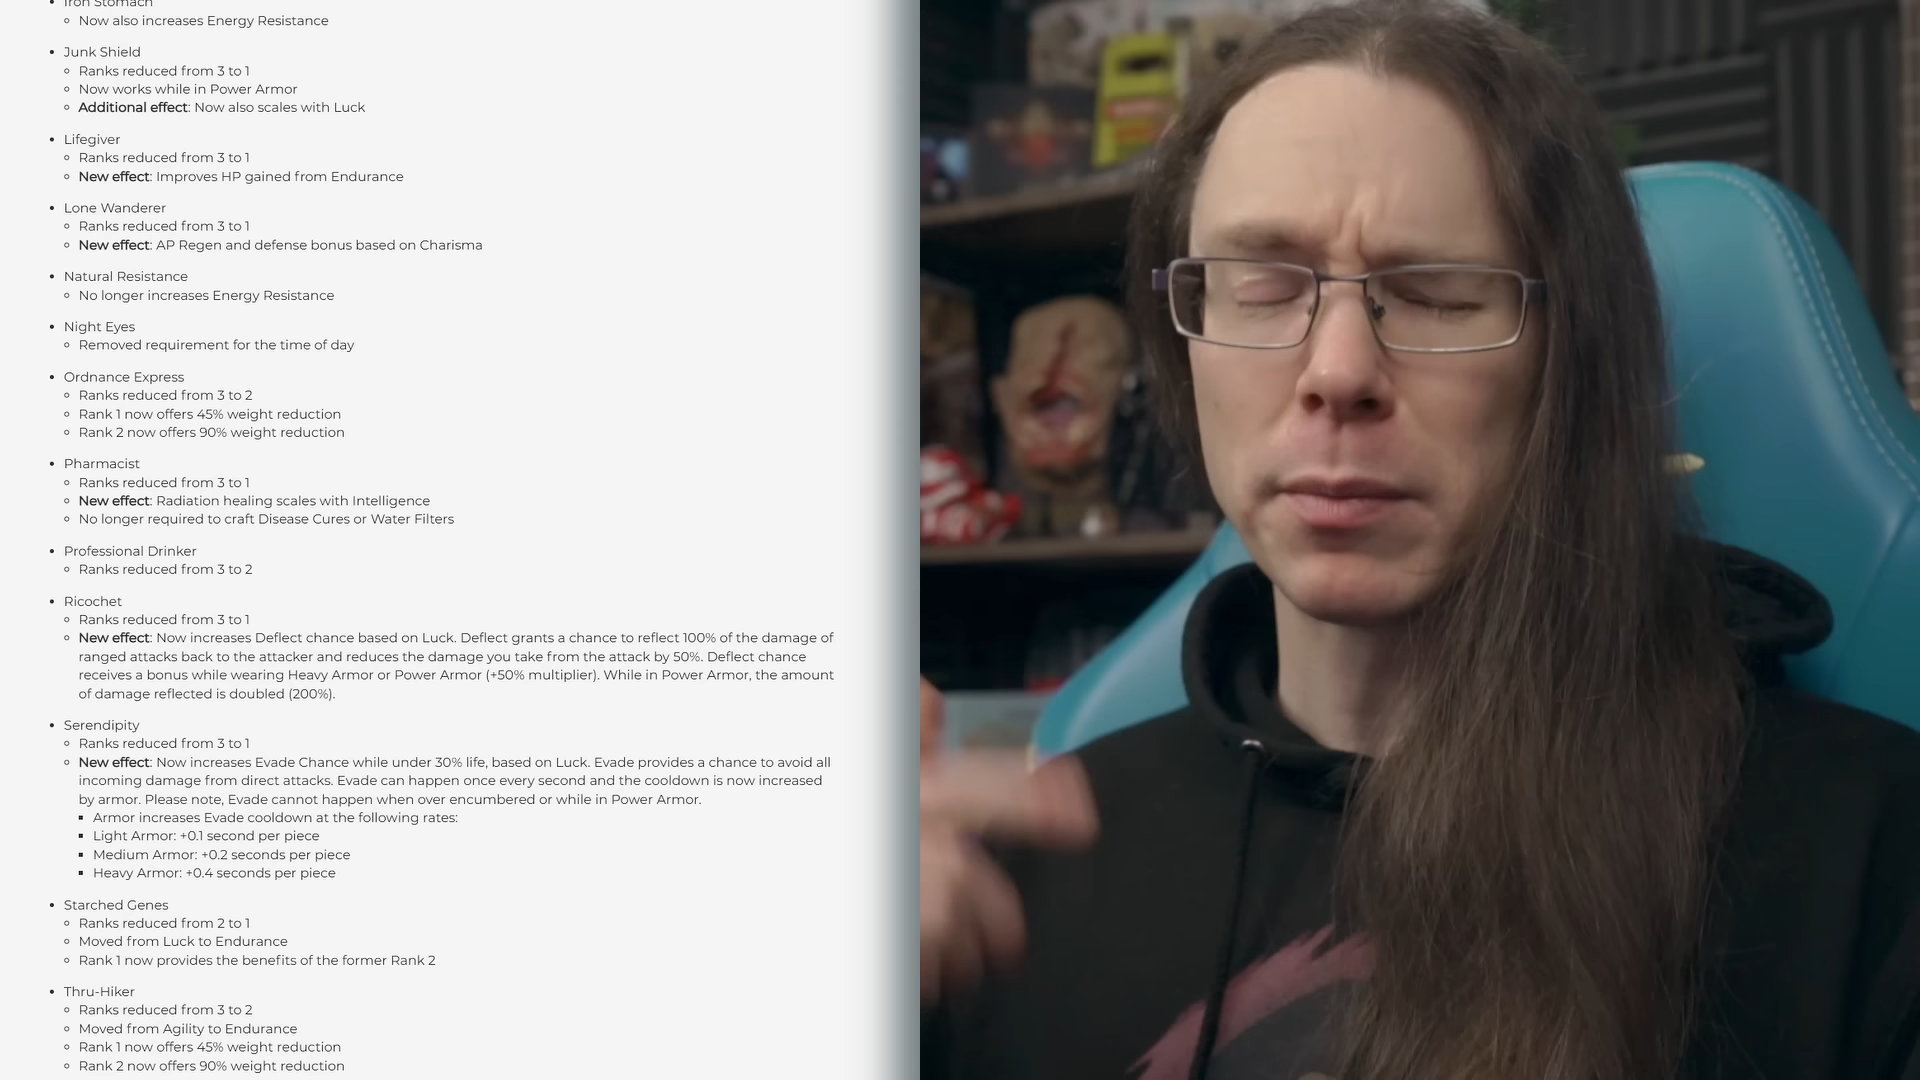 Iron Stomach
Now also increases Energy Resistance
Junk Shield
Ranks reduced from 3 to 1
Now works while in Power Armor
Additional effect: Now also scales with Luck
Lifegiver
Ranks reduced from 3 to 1
New effect: Improves HP gained from Endurance
Lone Wanderer
Ranks reduced from 3 to 1
New effect: AP Regen and defense bonus based on Charisma
Natural Resistance
No longer increases Energy Resistance
Night Eyes
Removed requirement for the time of day
Ordnance Express
Ranks reduced from 3 to 2
Rank 1 now offers 45% weight reduction
Rank 2 now offers 90% weight reduction
Pharmacist
Ranks reduced from 3 to 1
New effect: Radiation healing scales with Intelligence
No longer required to craft Disease Cures or Water Filters
Professional Drinker
Ranks reduced from 3 to 2
Ricochet
Ranks reduced from 3 to 1
New effect: Now increases Deflect chance based on Luck. Deflect grants a chance to reflect 100% of the damage of
ranged attacks back to the attacker and reduces the damage you take from the attack by 50%. Deflect chance
receives a bonus while wearing Heavy Armor or Power Armor (+50% multiplier). While in Power Armor, the amount
of damage reflected is doubled (200%).
Serendipity
Ranks reduced from 3 to 1
New effect: Now increases Evade Chance while under 30% life, based on Luck. Evade provides a chance to avoid all
incoming damage from direct attacks. Evade can happen once every second and the cooldown is now increased
by armor. Please note, Evade cannot happen when over encumbered or while in Power Armor.
Armor increases Evade cooldown at the following rates:
Light Armor: +0.1 second per piece
Medium Armor: +0.2 seconds per piece
Heavy Armor: +0.4 seconds per piece
Starched Genes
Ranks reduced from 2 to 1
Moved from Luck to Endurance
Rank 1 now provides the benefits of the former Rank 2
Thru-Hiker
Ranks reduced from 3 to 2
Moved from Agility to Endurance
Rank 1 now offers 45% weight reduction
Rank 2 now offers 90% weight reduction